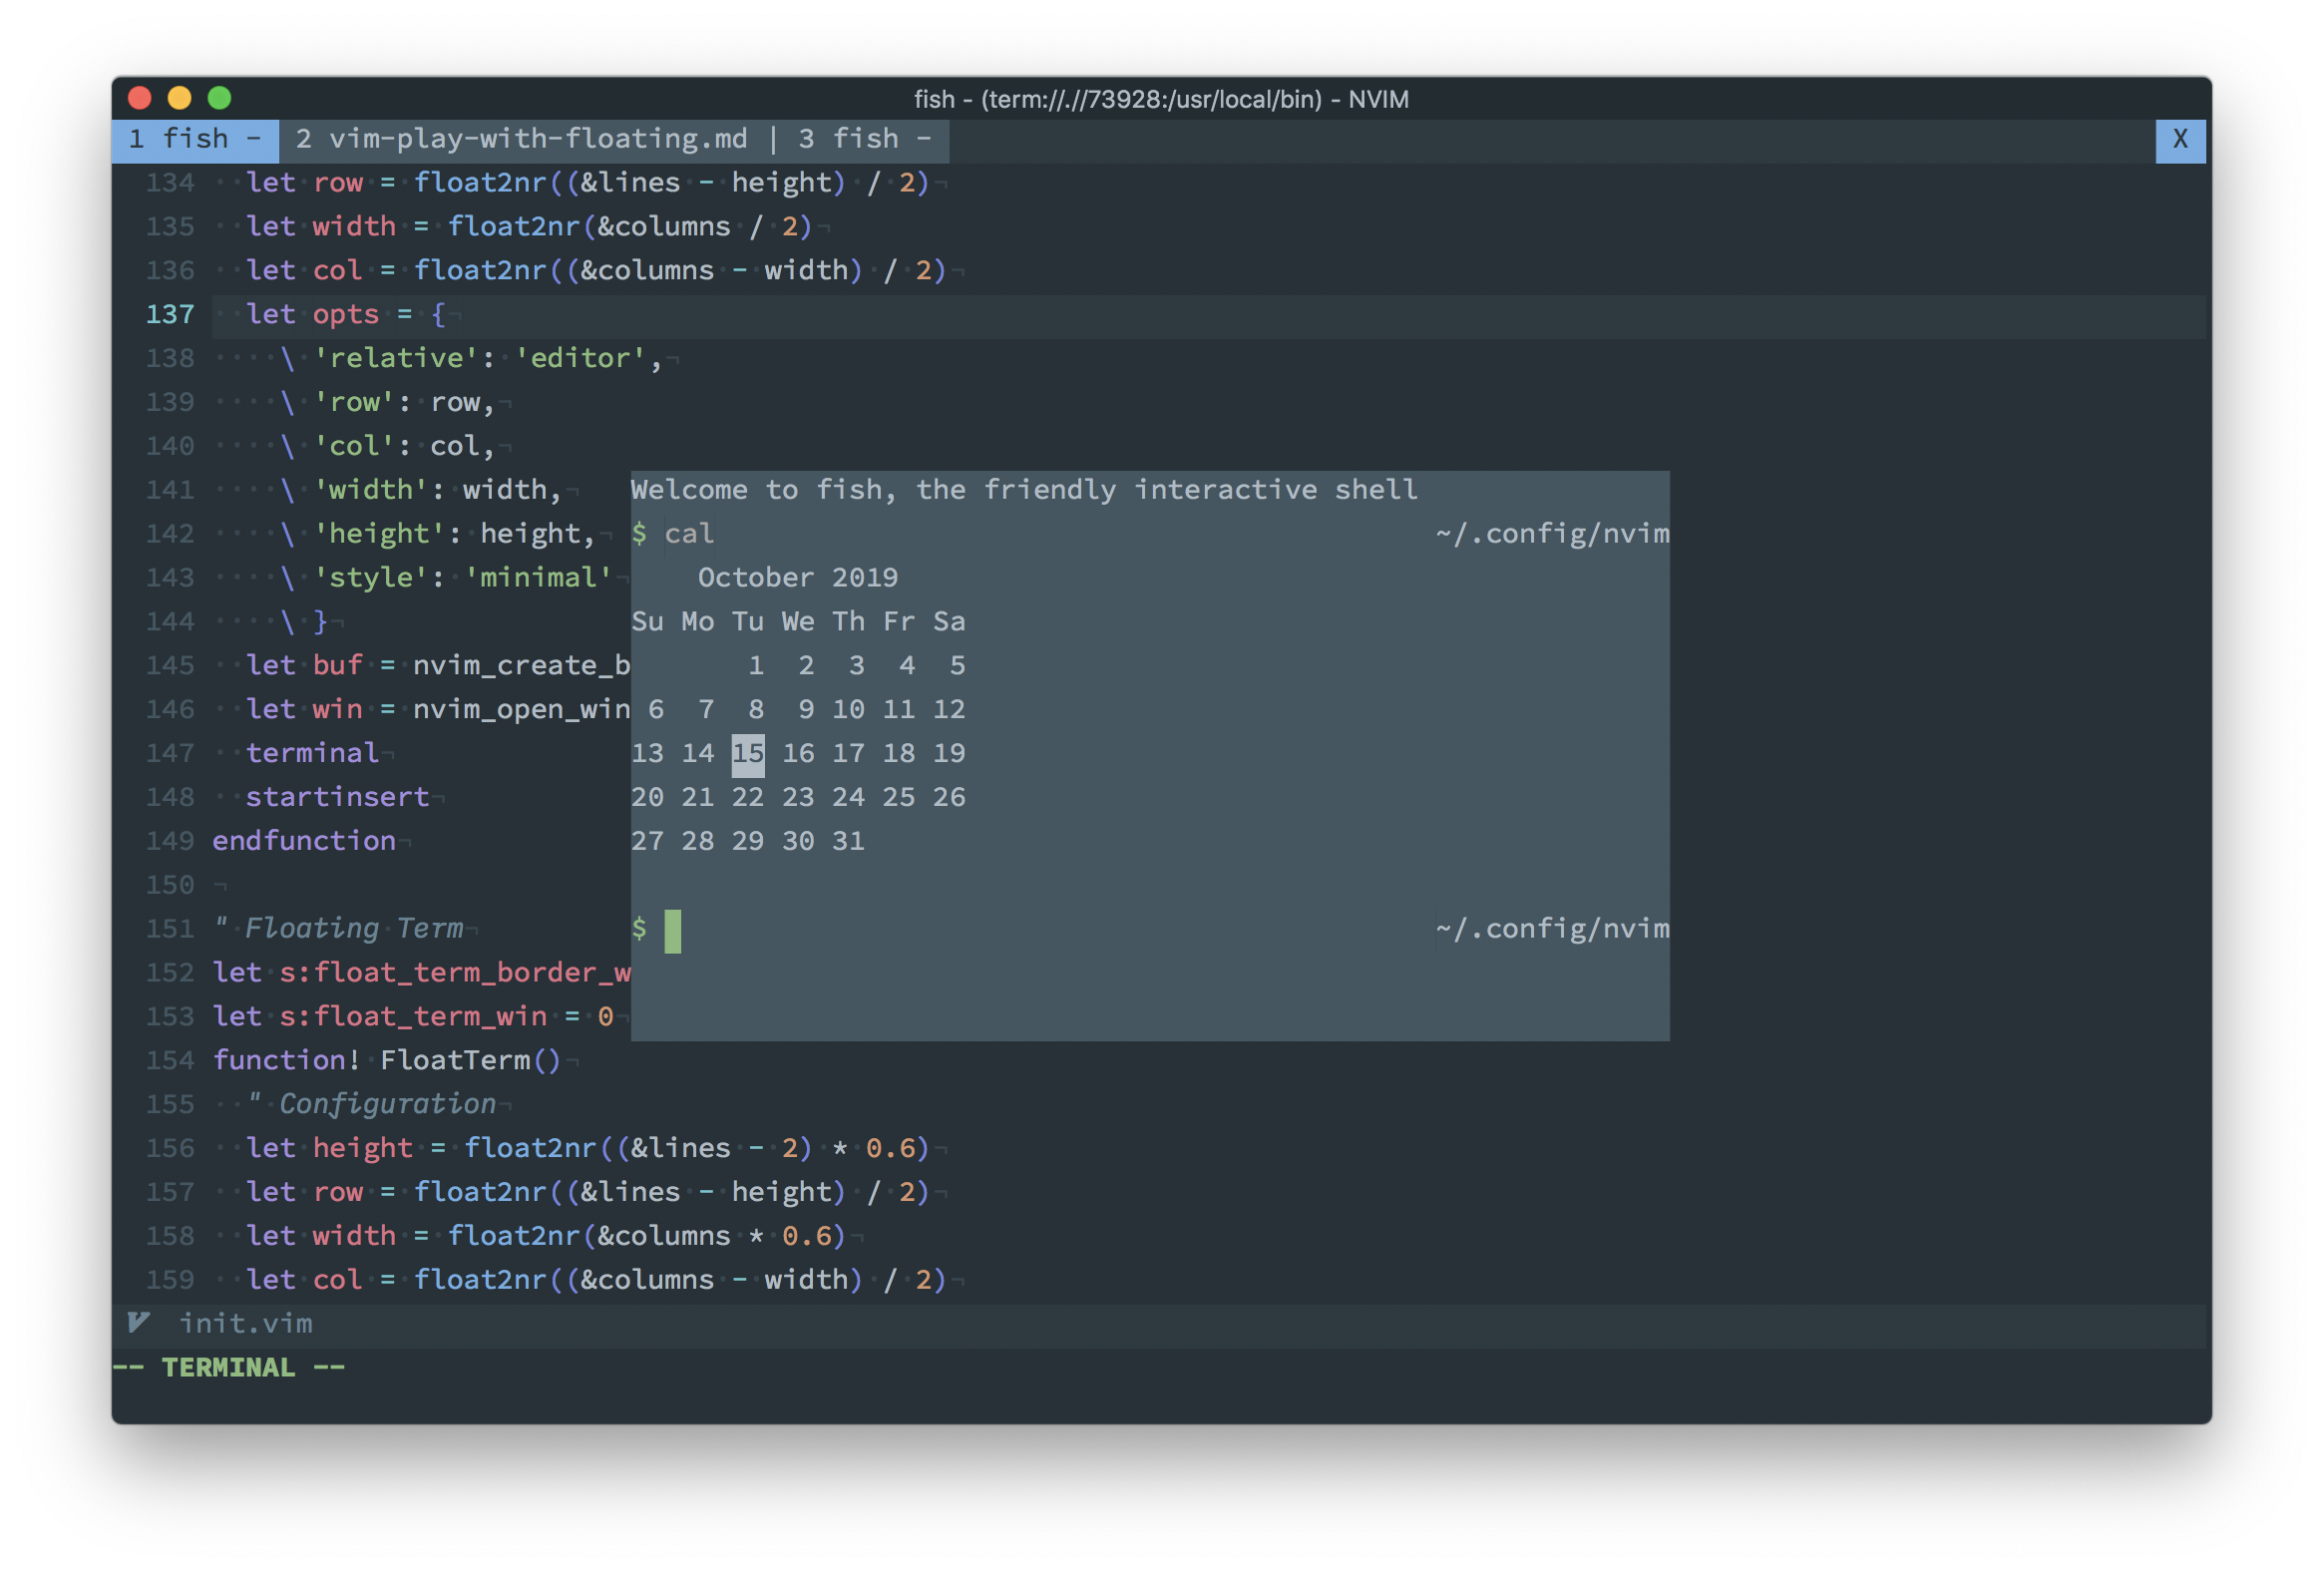 fish - (term://.//73928:/usr/local/bin) - NVIM
1 fish - 2 vim-play-with-floating.md | 3 fish - X
134 let row = float2nr((&lines - height) / 2)
135 let width = float2nr(&columns / 2)
136 let col = float2nr((&columns - width) / 2)
137 let opts = {
138 \ 'relative': 'editor',
139 \ 'row': row,
140 \ 'col': col,
141 \ 'width': width,
142 \ 'height': height,
143 \ 'style': 'minimal'
144 \ }
145 let buf = nvim_create_b
146 let win = nvim_open_win
147 terminal
148 startinsert
149 endfunction
150
151 " Floating Term
152 let s:float_term_border_w
153 let s:float_term_win = 0
154 function! FloatTerm()
155 " Configuration
156 let height = float2nr((&lines - 2) * 0.6)
157 let row = float2nr((&lines - height) / 2)
158 let width = float2nr(&columns * 0.6)
159 let col = float2nr((&columns - width) / 2)
Welcome to fish, the friendly interactive shell
$ cal ~/.config/nvim
October 2019
Su Mo Tu We Th Fr Sa
1 2 3 4 5
6 7 8 9 10 11 12
13 14 15 16 17 18 19
20 21 22 23 24 25 26
27 28 29 30 31
$ ~/.config/nvim
init.vim
-- TERMINAL --